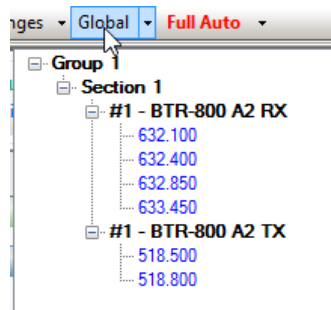 nges Global Full Auto
Group 1
Section 1
#1 - BTR-800 A2 RX
632.100
632.400
632.850
633.450
#1 - BTR-800 A2 TX
518.500
518.800